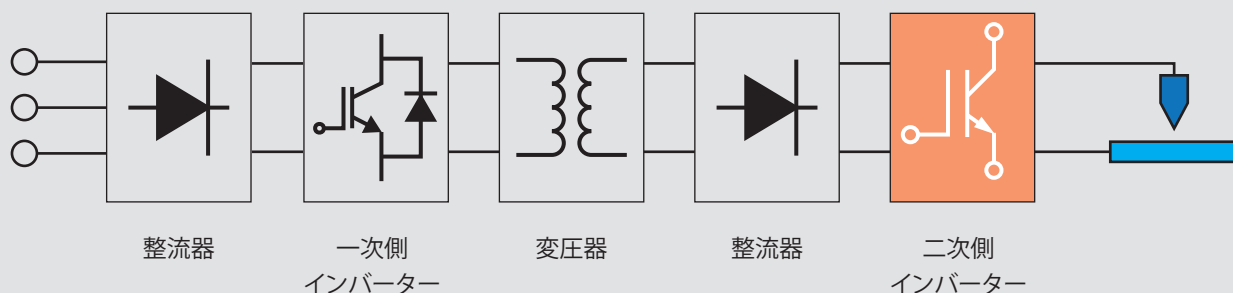 整流器
一次側
インバーター
変圧器
整流器
二次側
インバーター